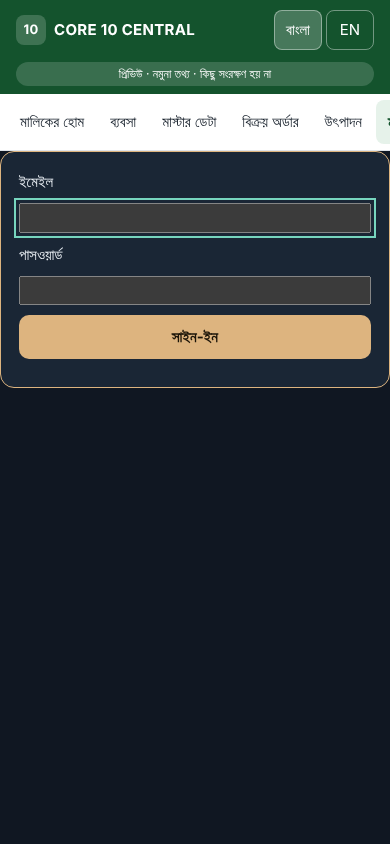 10 CORE 10 CENTRAL বাংলা EN
প্রিভিউ · নমুনা তথ্য · কিছু সংরক্ষণ হয় না
মালিকের হোম ব্যবসা মাস্টার ডেটা বিক্রয় অর্ডার উৎপাদন
ইমেইল
পাসওয়ার্ড
সাইন-ইন